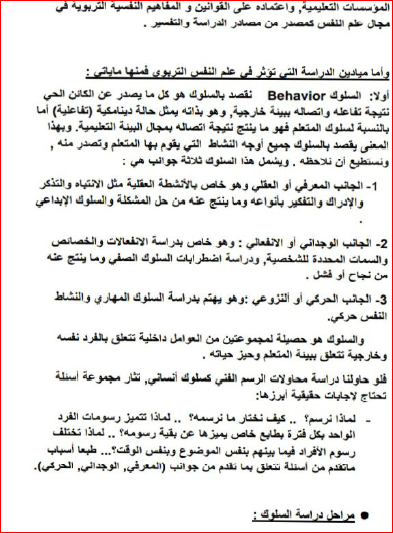 المؤسسات التعليمية, واعتماده على القوانين و المفاهيم النفسية التربوية في
مجال علم النفس كمصدر من مصادر الدراسة والتفسير .
وأما ميادين الدراسة التي تؤثر في علم النفس التربوي فمنها ماياتي :
أولا: السلوك Behavior نقصد بالسلوك هو كل ما يصدر عن الكائن الحي
نتيجة تفاعله واتصاله ببيئة خارجية, وهو بذاته يمثل حالة دينامكية (تفاعلية) أما
بالنسبة لسلوك المتعلم فهو ما ينتج نتيجة اتصاله بمجال البيئة التعليمية. وبهذا
المعنى يقصد بالسلوك جميع أوجه النشاط التي يقوم بها المتعلم وتصدر منه ,
ونستطيع أن نلاحظه . ويشمل هذا السلوك ثلاثة جوانب هي :
1- الجانب المعرفي أو العقلي وهو خاص بالأنشطة العقلية مثل الانتباه والتذكر
والإدراك والتفكير بأنواعه وما ينتج عنه من حل المشكلة والسلوك الإبداعي
.
2- الجانب الوجداني أو الانفعالي : وهو خاص بدراسة الانفعالات والخصائص
والسمات المحددة للشخصية, ودراسة اضطرابات السلوك الصفي وما ينتج عنه
من نجاح أو فشل .
3- الجانب الحركي أو النزوعي :وهو يهتم بدراسة السلوك المهاري والنشاط
النفس حركي.
والسلوك هو حصيلة لمجموعتين من العوامل داخلية تتعلق بالفرد نفسه
وخارجية تتعلق ببيئة المتعلم وحيز حياته .
فلو حاولنا دراسة محاولات الرسم الفني كسلوك أنساني, تثار مجموعة أسئلة
تحتاج لاجابات حقيقية أبرزها:
- لماذا نرسم؟ .. كيف نختار ما نرسمه؟ .. لماذا تتميز رسومات الفرد
الواحد بكل فترة بطابع خاص يميزها عن بقية رسومه؟ .. لماذا تختلف
رسوم الأفراد فيما بينهم بنفس الموضوع وبنفس الوقت؟... طبعا أسباب
ماتقدم من أسئلة تتعلق بما تقدم من جوانب (المعرفي, الوجدالي, الحركي).
● مراحل دراسة السلوك :